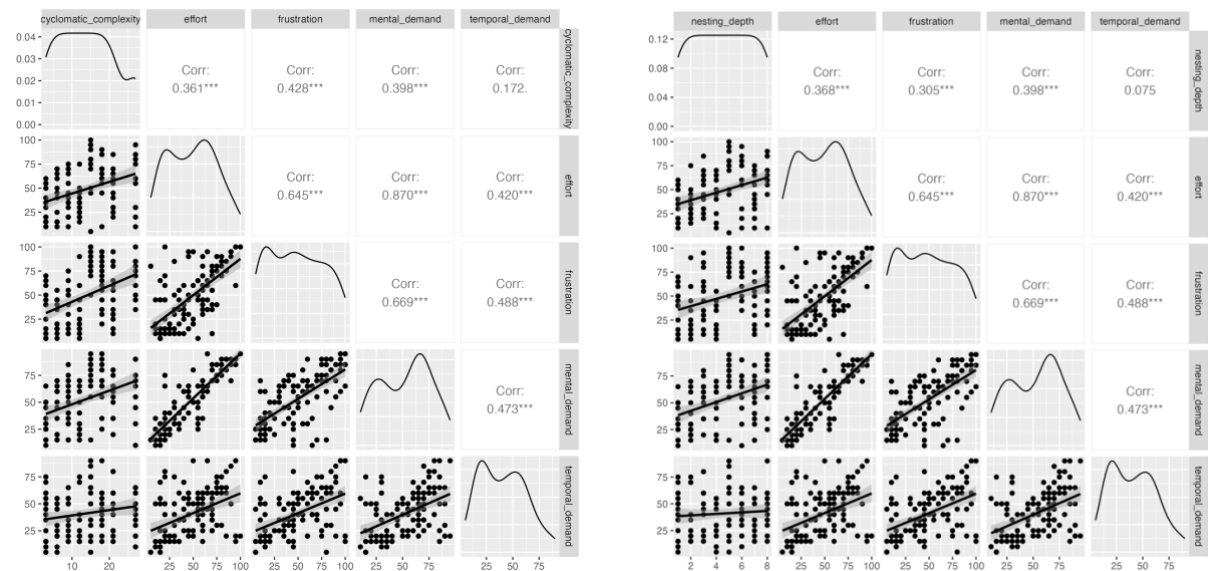 cyclomatic_complexity effort frustration mental_demand temporal_demand
0.04
0.03
0.02
0.01
0.00
Corr:
0.361***
Corr:
0.428***
Corr:
0.398***
Corr:
0.172.
cyclomatic_complexity
100
75
50
25
Corr:
0.645***
Corr:
0.870***
Corr:
0.420***
effort
100
75
50
25
Corr:
0.669***
Corr:
0.488***
frustration
75
50
25
Corr:
0.473***
mental_demand
75
50
25
temporal_demand
10 20 25 50 75 100 25 50 75 100 25 50 75 25 50 75
nesting_depth effort frustration mental_demand temporal_demand
0.12
0.08
0.04
0.00
Corr:
0.368***
Corr:
0.305***
Corr:
0.398***
Corr:
0.075
nesting_depth
100
75
50
25
Corr:
0.645***
Corr:
0.870***
Corr:
0.420***
effort
100
75
50
25
Corr:
0.669***
Corr:
0.488***
frustration
75
50
25
Corr:
0.473***
mental_demand
75
50
25
temporal_demand
2 4 6 8 25 50 75 100 25 50 75 100 25 50 75 25 50 75